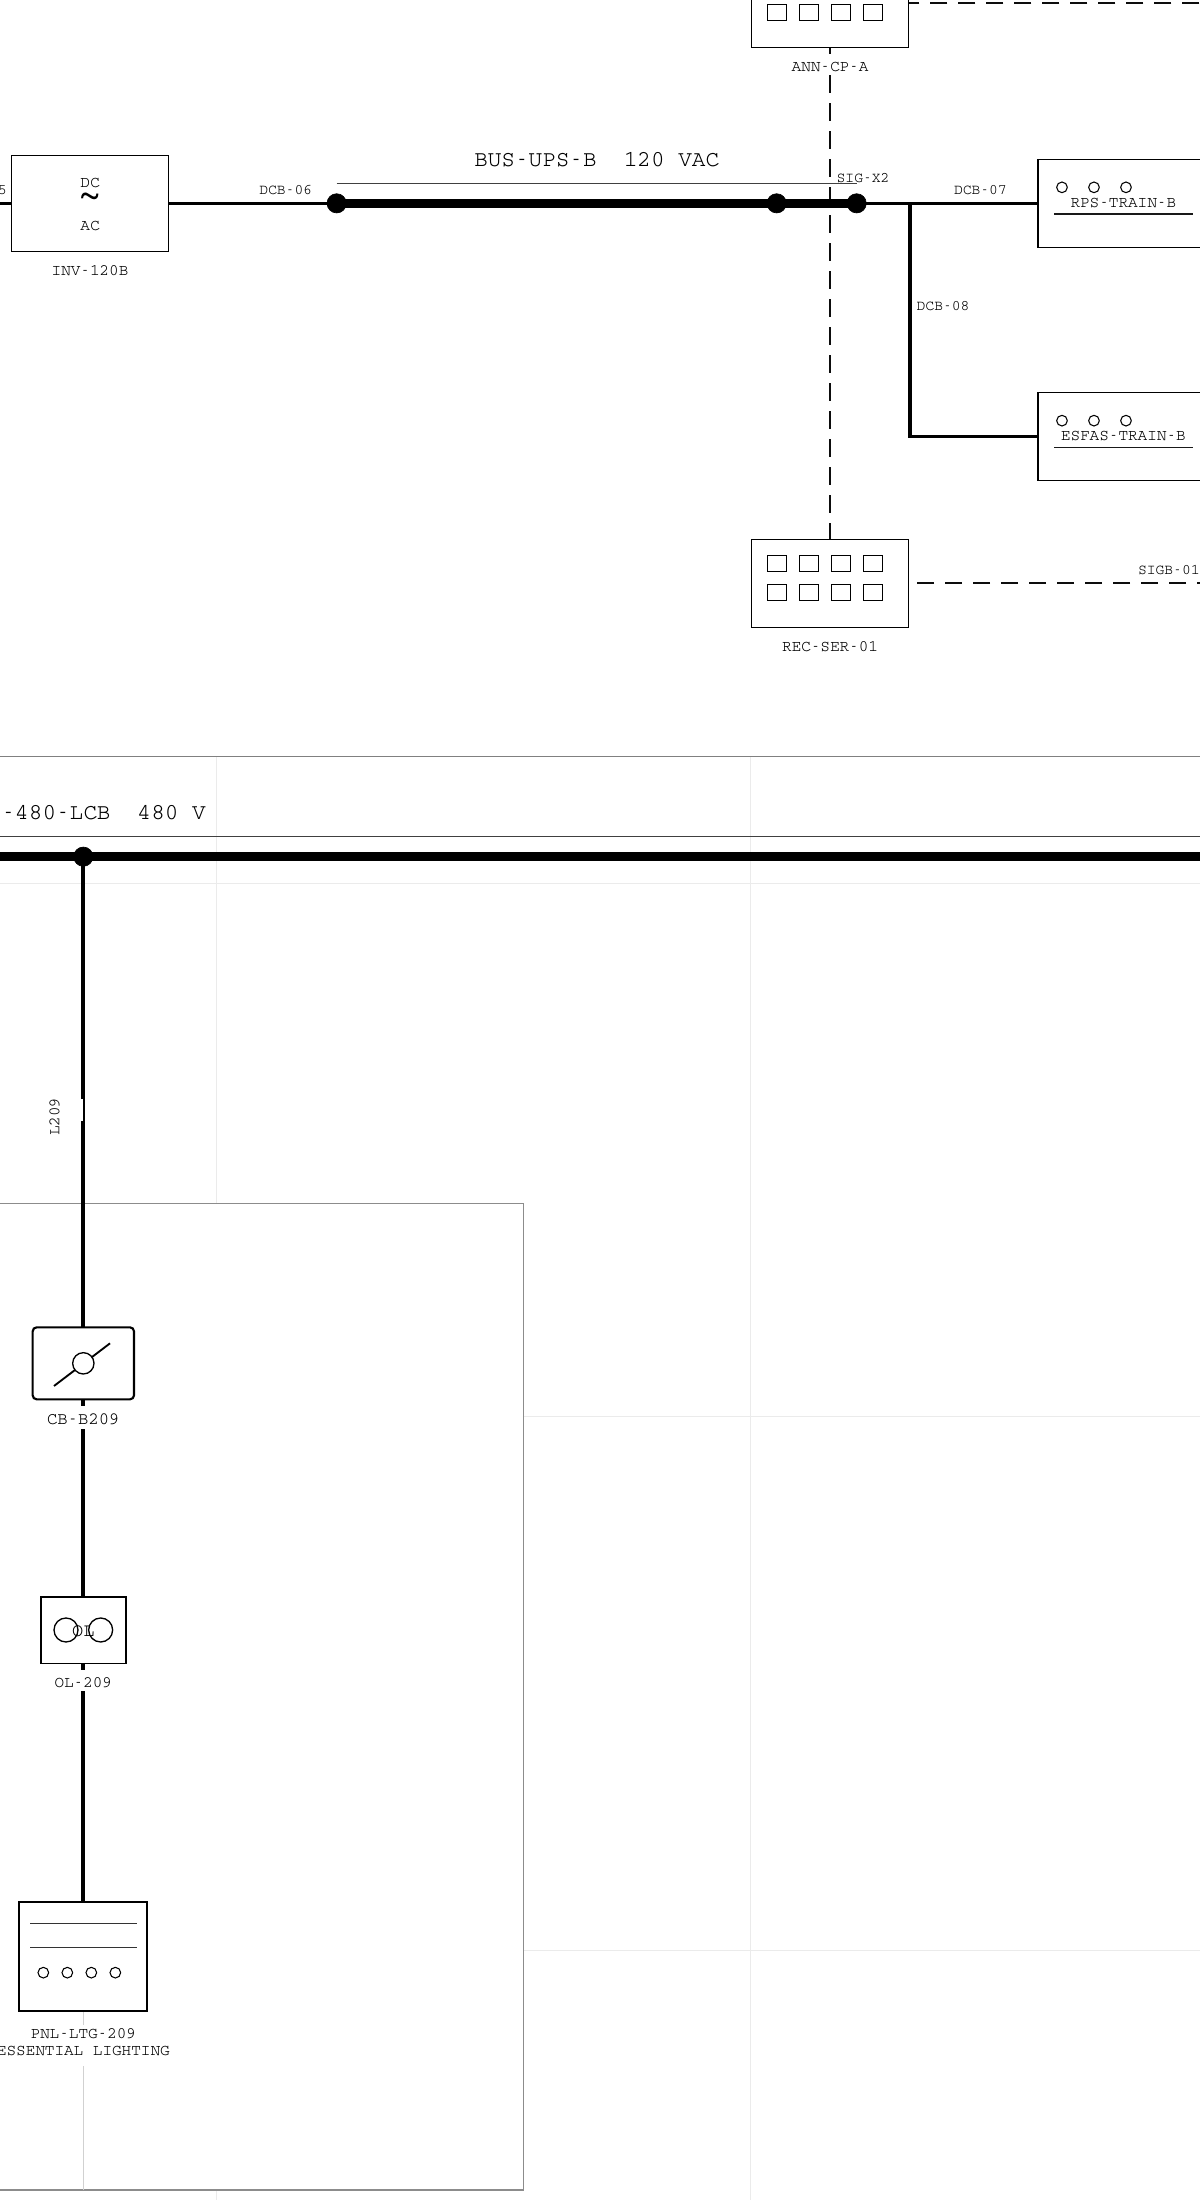 ANN-CP-A
BUS-UPS-B 120 VAC
SIG-X2
5
DC
~
AC
DCB-06
DCB-07
RPS-TRAIN-B
INV-120B
DCB-08
ESFAS-TRAIN-B
SIGB-01
REC-SER-01
-480-LCB 480 V
L209
CB-B209
OL
OL-209
PNL-LTG-209
ESSENTIAL LIGHTING